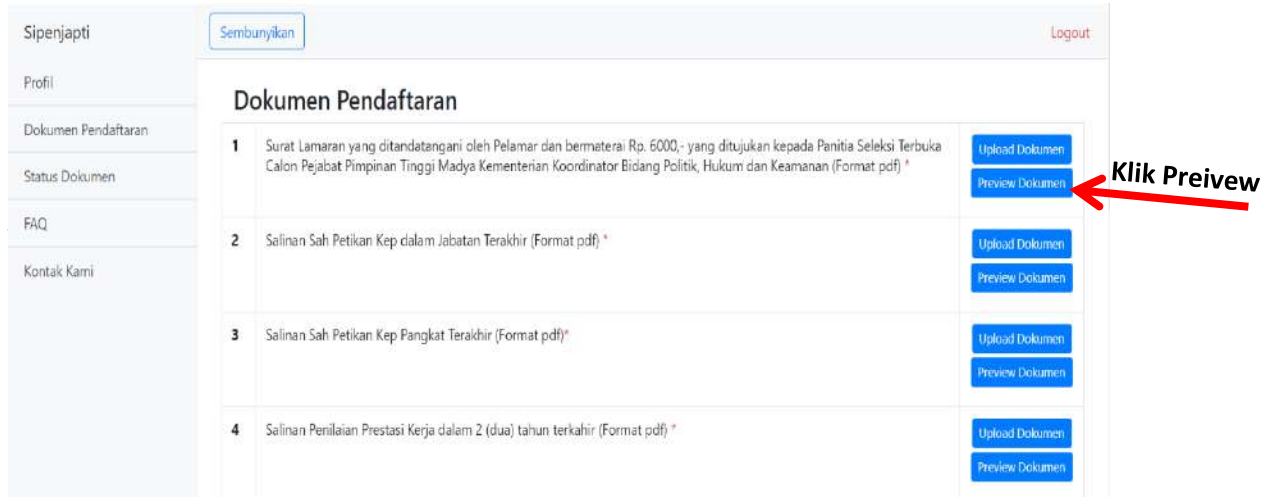 Sipenjapti
Sembunyikan
Logout
Profil
Dokumen Pendaftaran
Status Dokumen
FAQ
Kontak Kami
Dokumen Pendaftaran
1 Surat Lamaran yang ditandatangani oleh Pelamar dan bermaterai Rp. 6000,- yang ditujukan kepada Panitia Seleksi Terbuka
Calon Pejabat Pimpinan Tinggi Madya Kementerian Koordinator Bidang Politik, Hukum dan Keamanan (Format pdf) *
Upload Dokumen
Preview Dokumen
Klik Preivew
2 Salinan Sah Petikan Kep dalam Jabatan Terakhir (Format pdf) *
Upload Dokumen
Preview Dokumen
3 Salinan Sah Petikan Kep Pangkat Terakhir (Format pdf)*
Upload Dokumen
Preview Dokumen
4 Salinan Penilaian Prestasi Kerja dalam 2 (dua) tahun terkahir (Format pdf) *
Upload Dokumen
Preview Dokumen